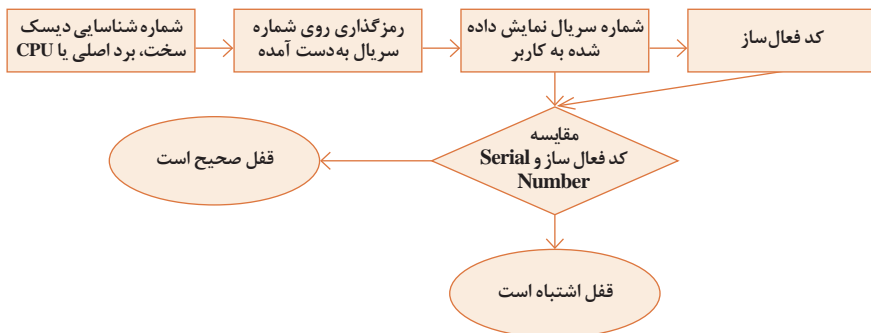 شماره شناسایی دیسک
سخت، برد اصلی یا CPU
رمزگذاری روی شماره
سریال به‌دست آمده
شماره سریال نمایش داده
شده به کاربر
کد فعال‌ساز
مقایسه
کد فعال ساز و Serial
Number
قفل صحیح است
قفل اشتباه است